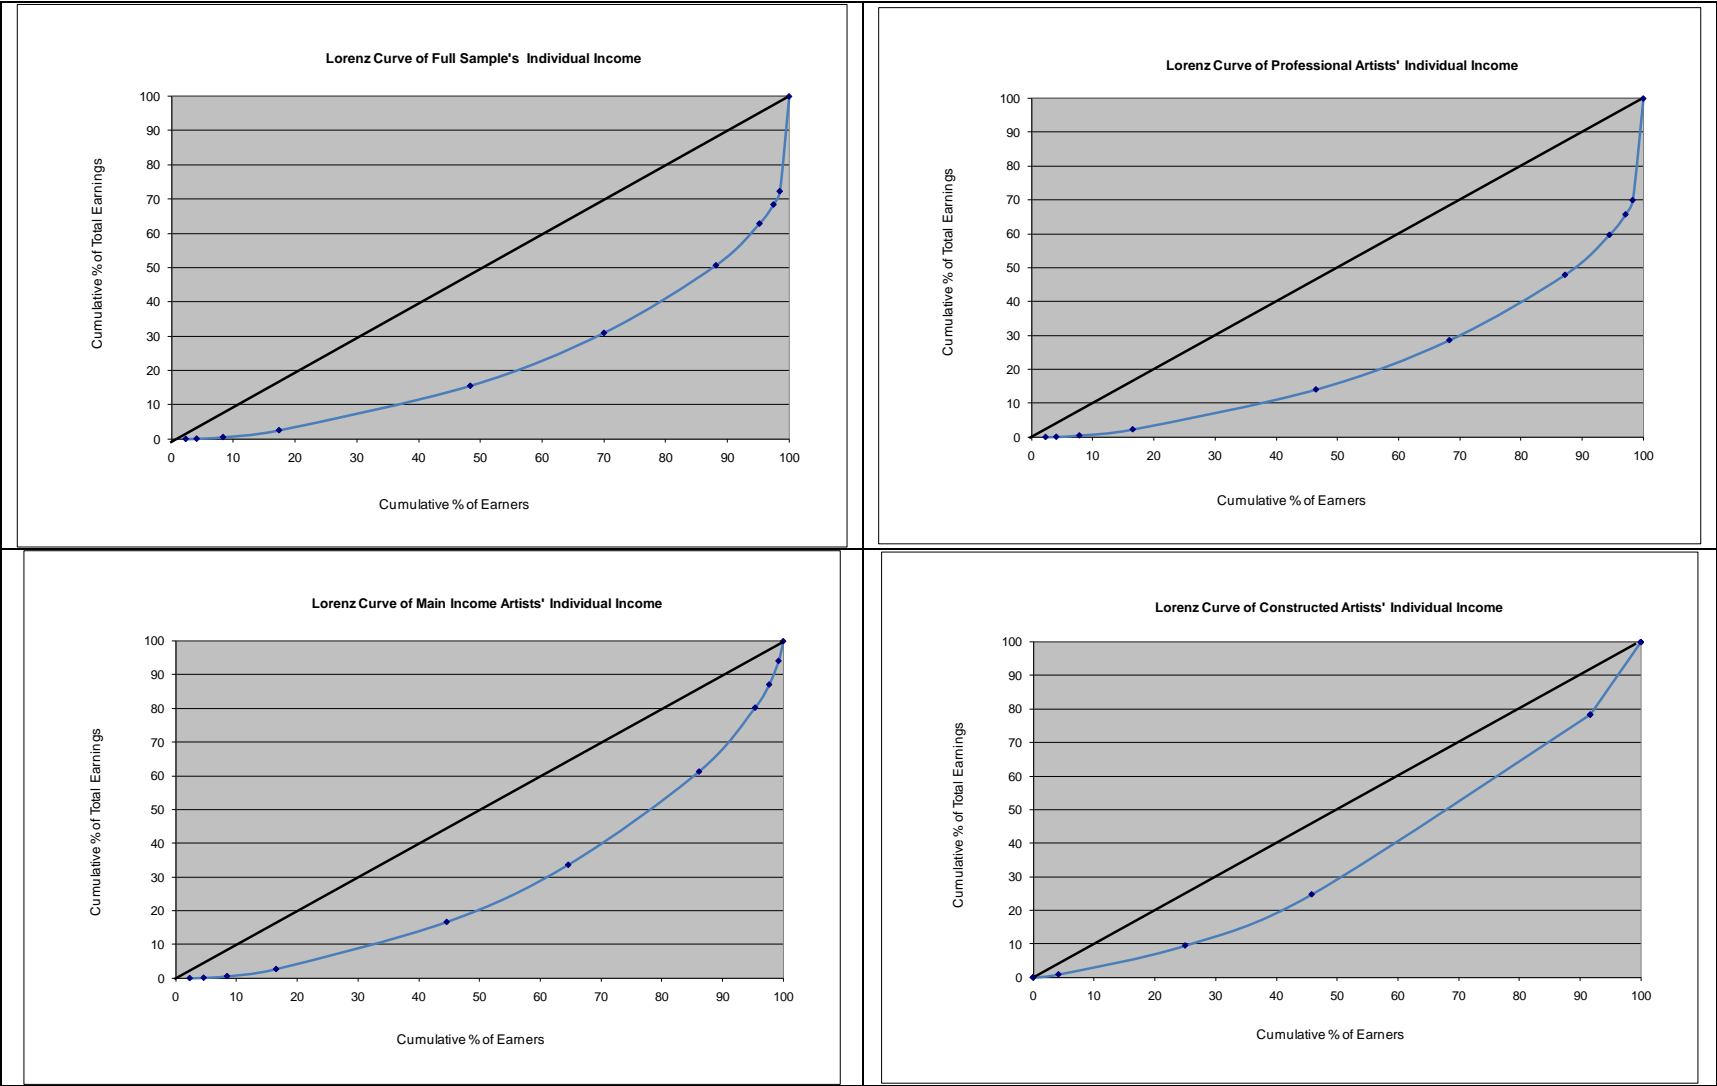 Lorenz Curve of Full Sample's Individual Income
100
90
80
70
60
50
40
30
20
10
0
0 10 20 30 40 50 60 70 80 90 100
Cumulative % of Total Earnings
Cumulative % of Earners
Lorenz Curve of Professional Artists' Individual Income
100
90
80
70
60
50
40
30
20
10
0
0 10 20 30 40 50 60 70 80 90 100
Cumulative % of Total Earnings
Cumulative % of Earners
Lorenz Curve of Main Income Artists' Individual Income
100
90
80
70
60
50
40
30
20
10
0
0 10 20 30 40 50 60 70 80 90 100
Cumulative % of Total Earnings
Cumulative % of Earners
Lorenz Curve of Constructed Artists' Individual Income
100
90
80
70
60
50
40
30
20
10
0
0 10 20 30 40 50 60 70 80 90 100
Cumulative % of Total Earnings
Cumulative % of Earners